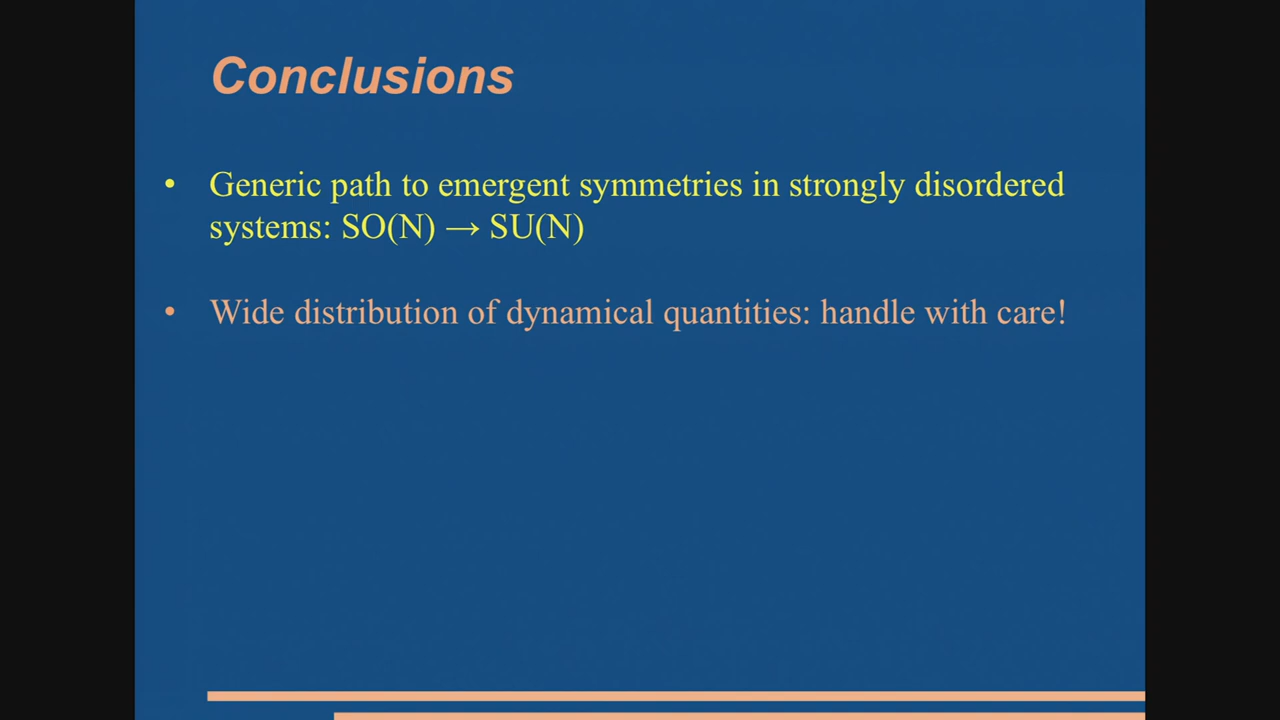 Conclusions
• Generic path to emergent symmetries in strongly disordered
systems: SO(N) → SU(N)
• Wide distribution of dynamical quantities: handle with care!